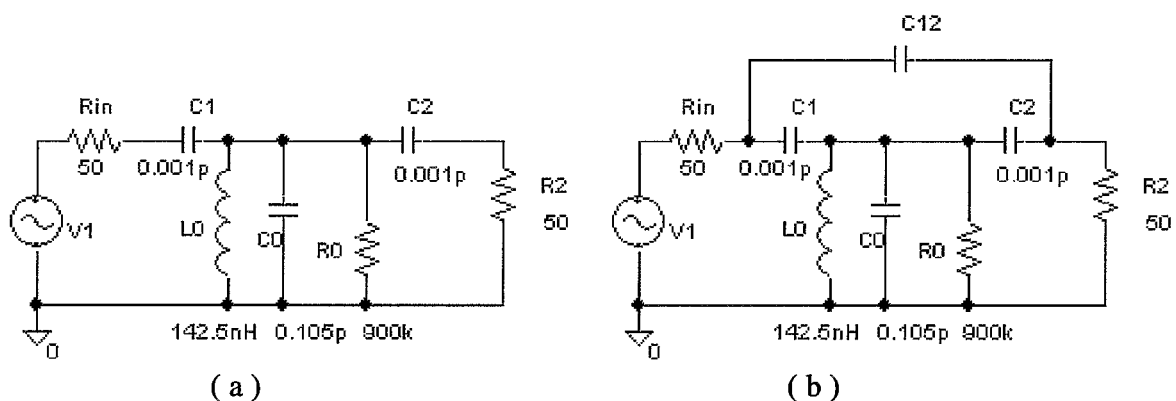 C12
Rin
C1
C2
50
0.001p
0.001p
R2
50
V1
L0
C0
R0
0
142.5nH 0.105p 900k
( a )
Rin
C1
C2
50
0.001p
0.001p
R2
50
V1
L0
C0
R0
0
142.5nH 0.105p 900k
( b )